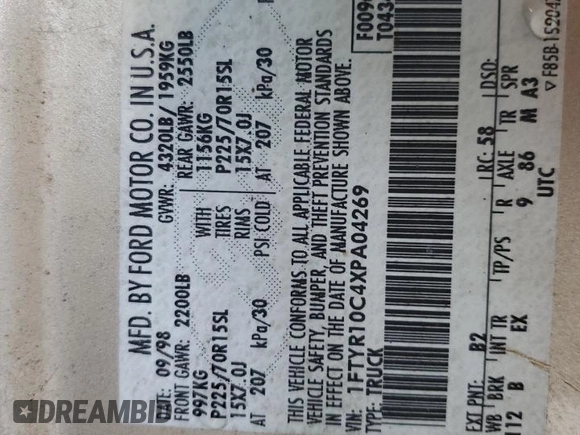 MFD. BY FORD MOTOR CO. IN U.S.A.
DATE: 09/98 GVWR: 4320LB/ 1959KG
FRONT GAWR: 2200LB REAR GAWR: 2550LB
997KG WITH 1156KG
P225/70R15SL TIRES P225/70R15SL
15X7.0J RIMS 15X7.0J
AT 207 kPa/30 PSI COLD AT 207 kPa/30
THIS VEHICLE CONFORMS TO ALL APPLICABLE FEDERAL MOTOR
VEHICLE SAFETY, BUMPER, AND THEFT PREVENTION STANDARDS
IN EFFECT ON THE DATE OF MANUFACTURE SHOWN ABOVE.
VIN: 1FTYR10C4XPA04269
TYPE: TRUCK
EXT PNT: B2 RC: 58 DSO:
WB BRK INT TR TP/PS R AXLE TR SPR
112 B EX 9 86 M A3
UTC
DREAMBID